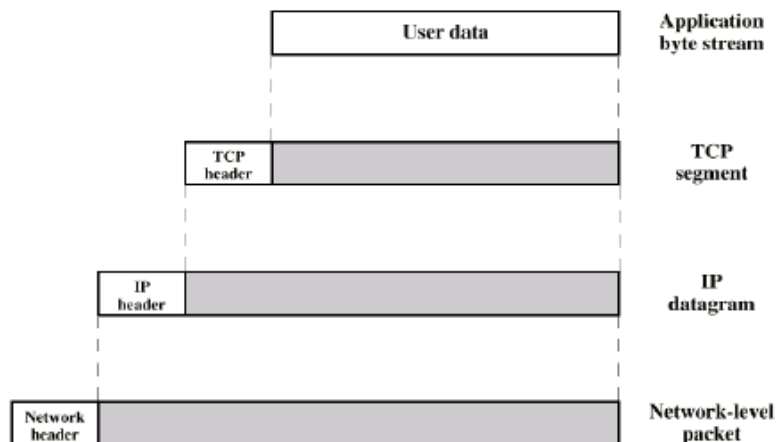 User data
Application
byte stream
TCP
header
TCP
segment
IP
header
IP
datagram
Network
header
Network-level
packet